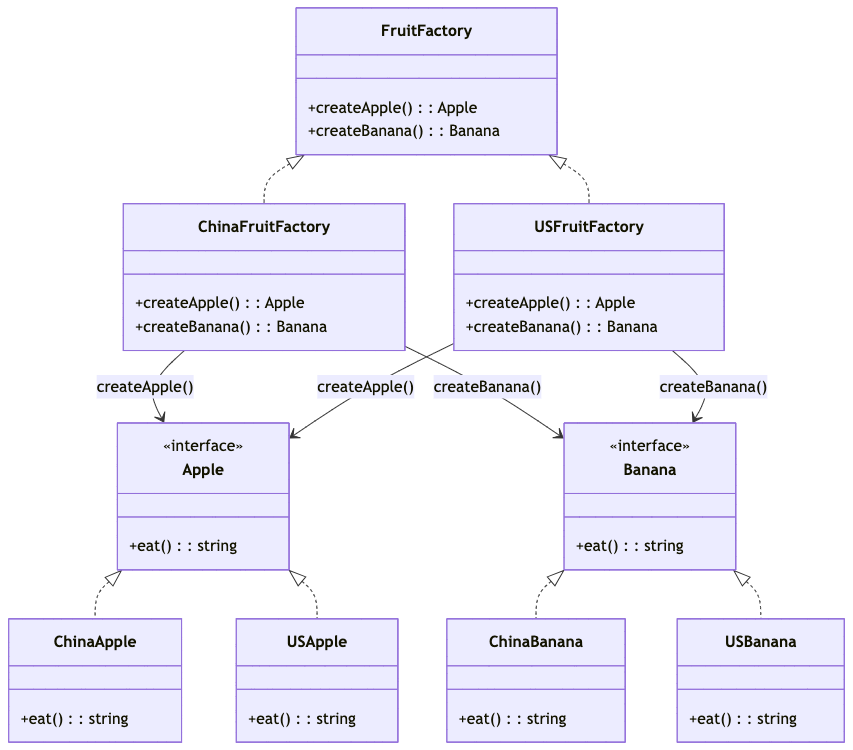 FruitFactory
+createApple() : : Apple
+createBanana() : : Banana
ChinaFruitFactory
+createApple() : : Apple
+createBanana() : : Banana
USFruitFactory
+createApple() : : Apple
+createBanana() : : Banana
createApple()
createApple()
createBanana()
createBanana()
«interface»
Apple
+eat() : : string
«interface»
Banana
+eat() : : string
ChinaApple
+eat() : : string
USApple
+eat() : : string
ChinaBanana
+eat() : : string
USBanana
+eat() : : string